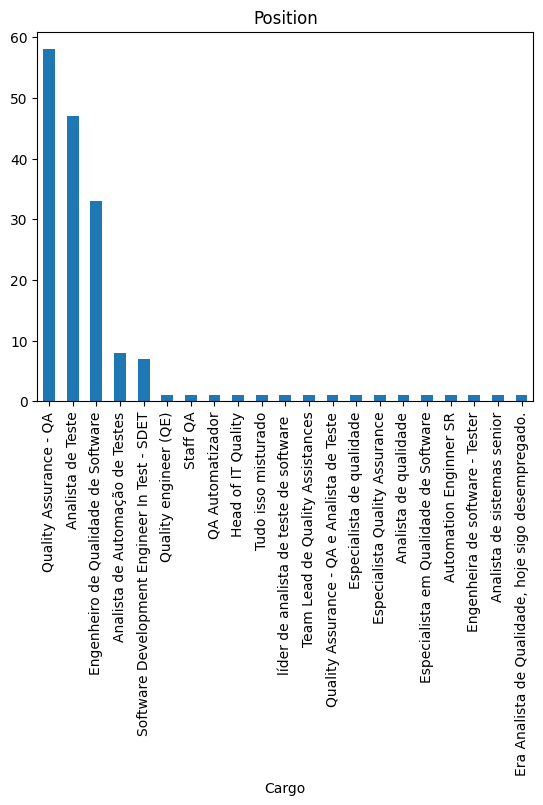 Position
60
50
40
30
20
10
0
Quality Assurance - QA
Analista de Teste
Engenheiro de Qualidade de Software
Analista de Automação de Testes
Software Development Engineer In Test - SDET
Quality engineer (QE)
Staff QA
QA Automatizador
Head of IT Quality
Tudo isso misturado
líder de analista de teste de software
Team Lead de Quality Assistances
Quality Assurance - QA e Analista de Teste
Especialista de qualidade
Especialista Quality Assurance
Analista de qualidade
Especialista em Qualidade de Software
Automation Enginner SR
Engenheira de software - Tester
Analista de sistemas senior
Era Analista de Qualidade, hoje sigo desempregado.
Cargo